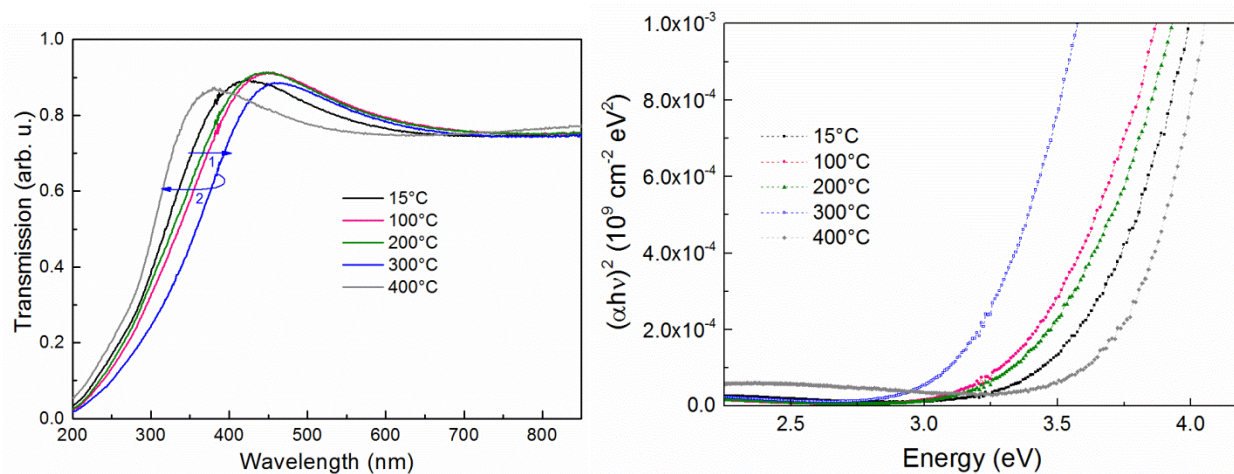 1.0
0.8
0.6
0.4
0.2
0.0
Transmission (arb. u.)
1
2
15°C
100°C
200°C
300°C
400°C
200 300 400 500 600 700 800
Wavelength (nm)
1.0x10⁻³
8.0x10⁻⁴
6.0x10⁻⁴
4.0x10⁻⁴
2.0x10⁻⁴
0.0
(αhν)² (10⁹ cm⁻² eV²)
15°C
100°C
200°C
300°C
400°C
2.5 3.0 3.5 4.0
Energy (eV)